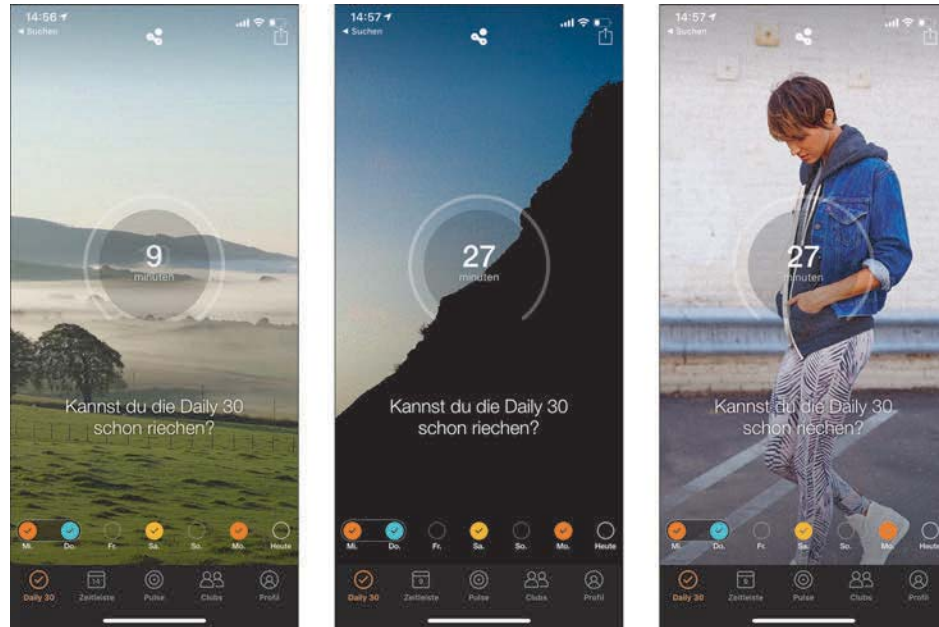 14:56
Suchen
9
minuten
Kannst du die Daily 30
schon riechen?
Mi. Do. Fr. Sa. So. Mo. Heute
Daily 30 Zeitleiste Pulse Clubs Profil
14:57
Suchen
27
minuten
Kannst du die Daily 30
schon riechen?
Mi. Do. Fr. Sa. So. Mo. Heute
Daily 30 Zeitleiste Pulse Clubs Profil
14:57
Suchen
27
minuten
Kannst du die Daily 30
schon riechen?
Mi. Do. Fr. Sa. So. Mo. Heute
Daily 30 Zeitleiste Pulse Clubs Profil